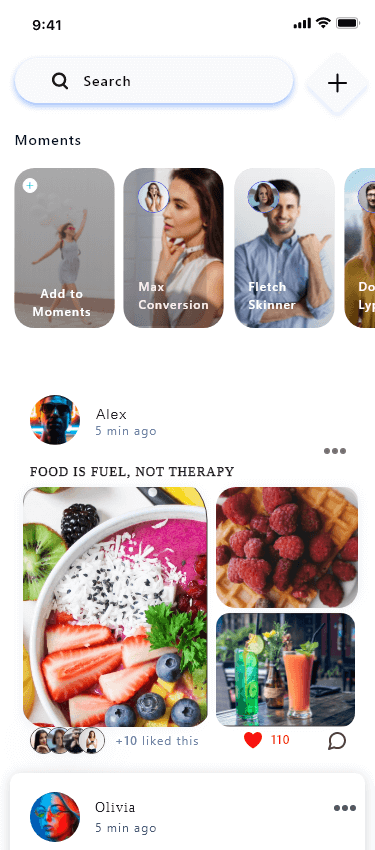 9:41
Search
Moments
Add to
Moments
Max
Conversion
Fletch
Skinner
Do
Lyp
Alex
5 min ago
FOOD IS FUEL, NOT THERAPY
+10 liked this
110
Olivia
5 min ago